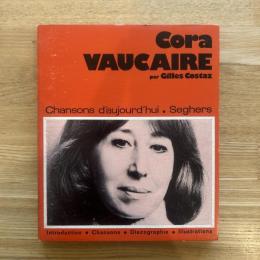 Cora
VAUCAIRE
par Gilles Costaz
Chansons d'aujourd'hui • Seghers
Introduction • Chansons • Discographie • Illustrations